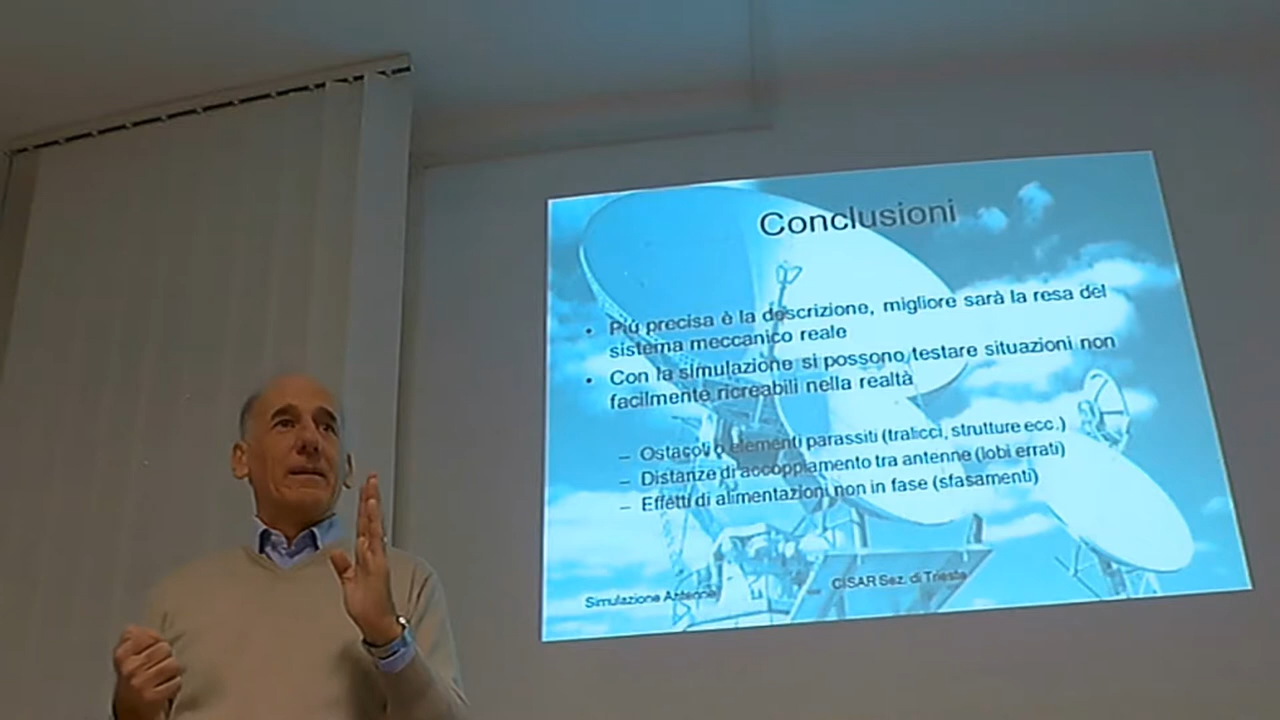 Conclusioni
• Più precisa è la descrizione, migliore sarà la resa del
sistema meccanico reale
• Con la simulazione si possono testare situazioni non
facilmente ricreabili nella realtà
– Ostacoli o elementi parassiti (tralicci, strutture ecc.)
– Distanze di accoppiamento tra antenne (lobi errati)
– Effetti di alimentazioni non in fase (sfasamenti)
Simulazione Antenne
CISAR Sez. di Trieste